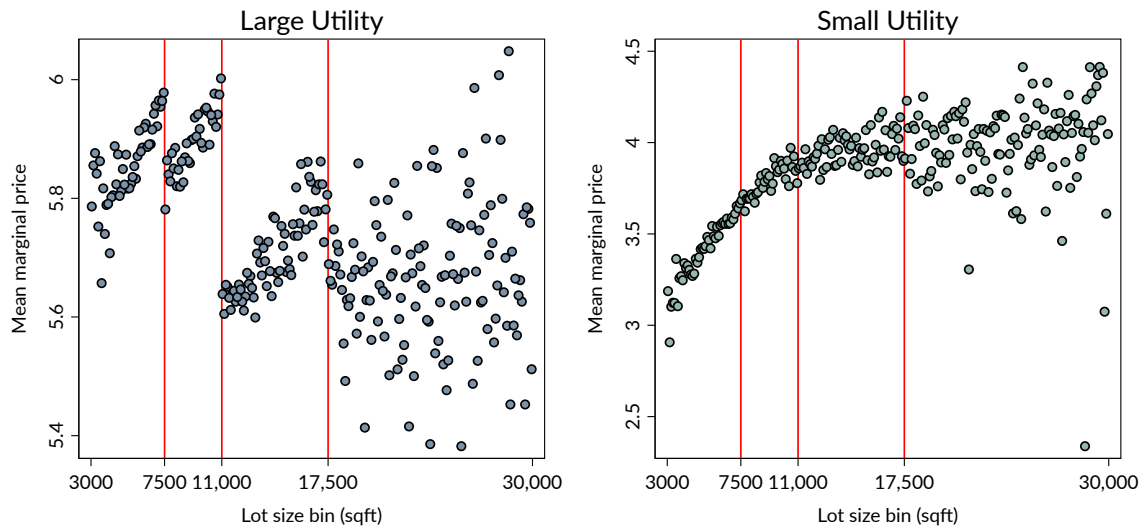 Large Utility
Mean marginal price
6
5.8
5.6
5.4
3000 7500 11,000 17,500 30,000
Lot size bin (sqft)
Small Utility
Mean marginal price
4.5
4
3.5
3
2.5
3000 7500 11,000 17,500 30,000
Lot size bin (sqft)